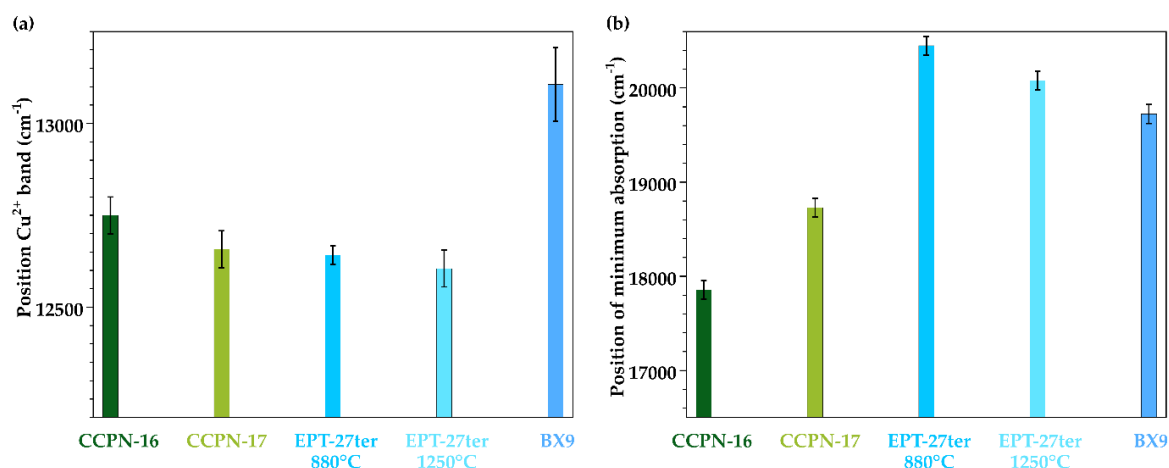 (a)
Position Cu²⁺ band (cm⁻¹)
13000
12500
CCPN-16 CCPN-17 EPT-27ter EPT-27ter BX9
880°C 1250°C
(b)
Position of minimum absorption (cm⁻¹)
20000
19000
18000
17000
CCPN-16 CCPN-17 EPT-27ter EPT-27ter BX9
880°C 1250°C